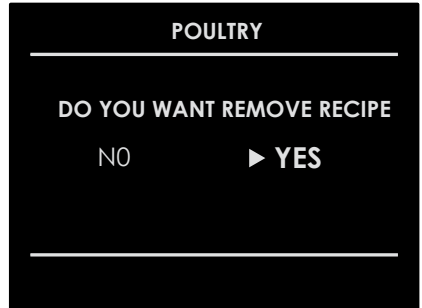 POULTRY
DO YOU WANT REMOVE RECIPE
N0 ▶ YES